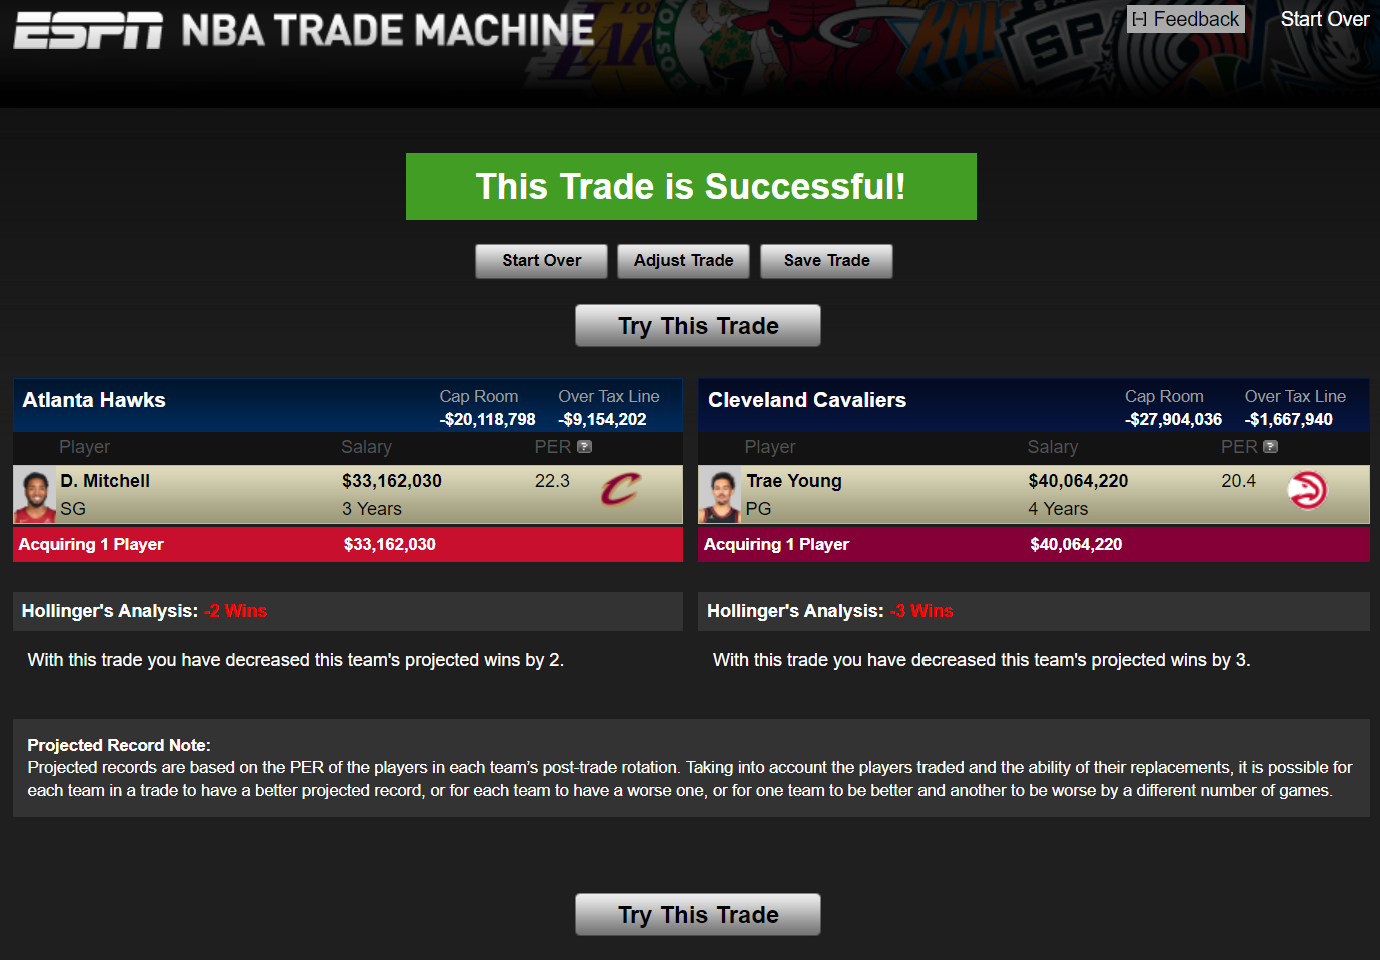 ESPN NBA TRADE MACHINE
[-] Feedback
Start Over
This Trade is Successful!
Start Over
Adjust Trade
Save Trade
Try This Trade
Atlanta Hawks
Cap Room
Over Tax Line
-$20,118,798
-$9,154,202
Player
Salary
PER ?
D. Mitchell
$33,162,030
22.3
SG
3 Years
Acquiring 1 Player
$33,162,030
Hollinger's Analysis: -2 Wins
With this trade you have decreased this team's projected wins by 2.
Cleveland Cavaliers
Cap Room
Over Tax Line
-$27,904,036
-$1,667,940
Player
Salary
PER ?
Trae Young
$40,064,220
20.4
PG
4 Years
Acquiring 1 Player
$40,064,220
Hollinger's Analysis: -3 Wins
With this trade you have decreased this team's projected wins by 3.
Projected Record Note:
Projected records are based on the PER of the players in each team’s post-trade rotation. Taking into account the players traded and the ability of their replacements, it is possible for
each team in a trade to have a better projected record, or for each team to have a worse one, or for one team to be better and another to be worse by a different number of games.
Try This Trade